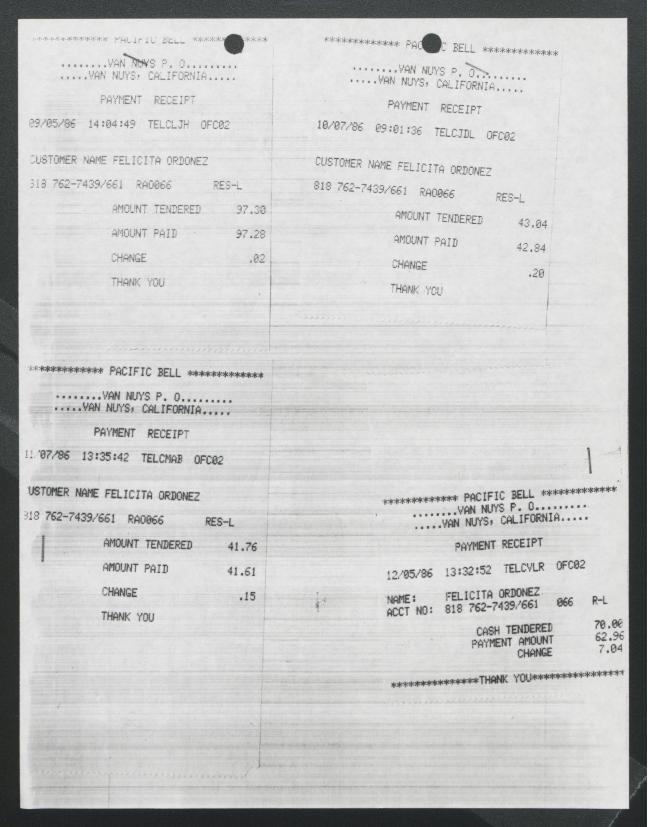 ************ PACIFIC BELL ************
........VAN NUYS P. O.........
.....VAN NUYS, CALIFORNIA.....
PAYMENT RECEIPT
09/05/86 14:04:49 TELCLJH OFC02
CUSTOMER NAME FELICITA ORDONEZ
818 762-7439/661 RAO066 RES-L
AMOUNT TENDERED 97.30
AMOUNT PAID 97.28
CHANGE .02
THANK YOU
************ PAC BELL ************
........VAN NUYS P. O.........
.....VAN NUYS, CALIFORNIA.....
PAYMENT RECEIPT
10/07/86 09:01:36 TELCJDL OFC02
CUSTOMER NAME FELICITA ORDONEZ
818 762-7439/661 RAO066 RES-L
AMOUNT TENDERED 43.04
AMOUNT PAID 42.84
CHANGE .20
THANK YOU
************ PACIFIC BELL ************
........VAN NUYS P. O.........
.....VAN NUYS, CALIFORNIA.....
PAYMENT RECEIPT
11/07/86 13:35:42 TELCMAB OFC02
USTOMER NAME FELICITA ORDONEZ
818 762-7439/661 RAO066 RES-L
AMOUNT TENDERED 41.76
AMOUNT PAID 41.61
CHANGE .15
THANK YOU
************ PACIFIC BELL ************
........VAN NUYS P. O.........
.....VAN NUYS, CALIFORNIA.....
PAYMENT RECEIPT
12/05/86 13:32:52 TELCVLR OFC02
NAME: FELICITA ORDONEZ
ACCT NO: 818 762-7439/661 066 R-L
CASH TENDERED 70.00
PAYMENT AMOUNT 62.96
CHANGE 7.04
***************THANK YOU****************